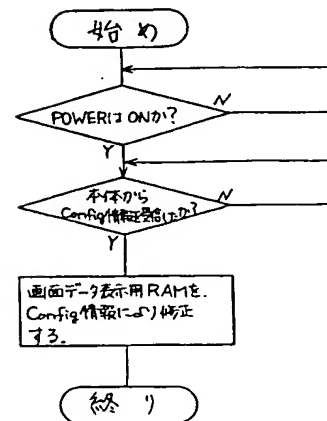 始め
POWERはONか?
N
Y
本体から
Config情報を受信したか?
N
Y
画面データ表示用RAMを.
Config情報により修正
する.
終り